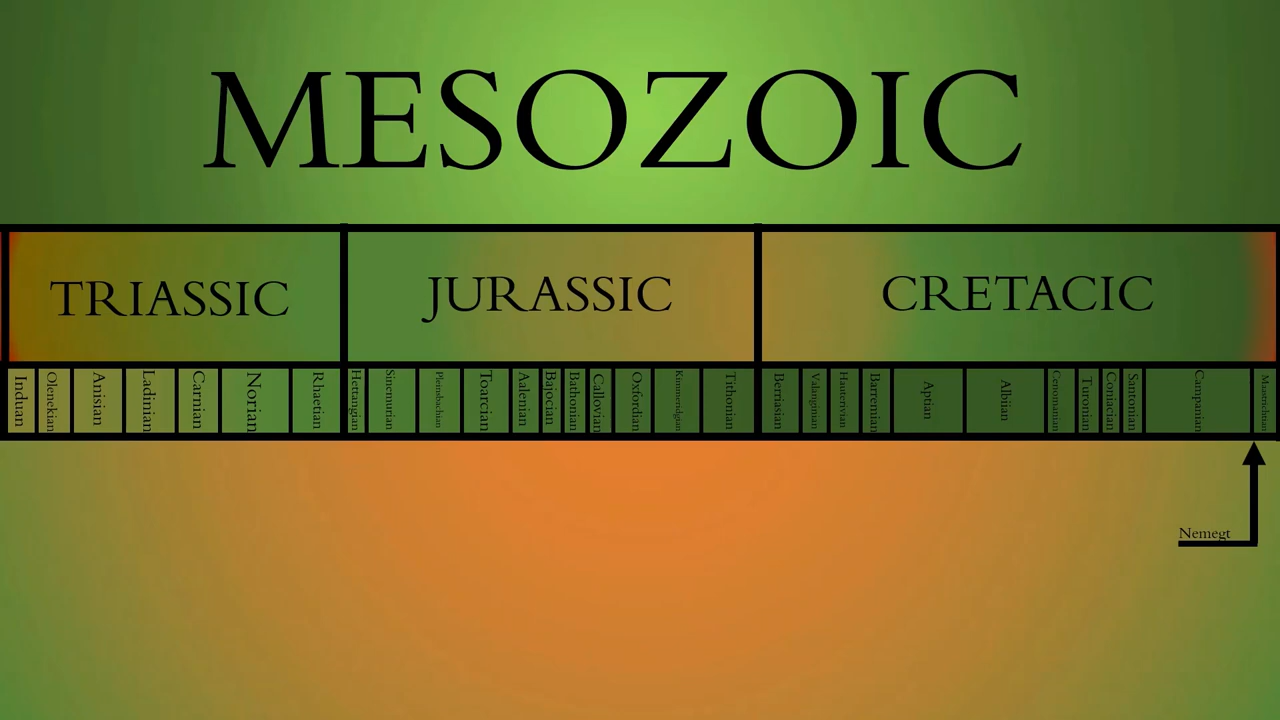 MESOZOIC
TRIASSIC
JURASSIC
CRETACIC
Induan
Olenekian
Anisian
Ladinian
Carnian
Norian
Rhaetian
Hettangian
Sinemurian
Pliensbachian
Toarcian
Aalenian
Bajocian
Bathonian
Callovian
Oxfordian
Kimmeridgian
Tithonian
Berriasian
Valanginian
Hauterivian
Barremian
Aptian
Albiian
Cenomanian
Turonian
Coniacian
Santonian
Campanian
Maastrichtian
Nemegt